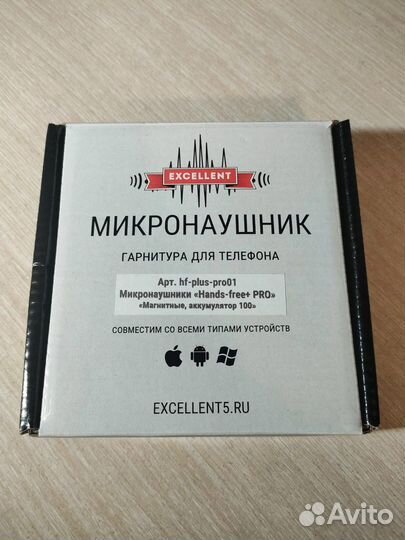 EXCELLENT
МИКРОНАУШНИК
ГАРНИТУРА ДЛЯ ТЕЛЕФОНА
Арт. hf-plus-pro01
Микронаушники «Hands-free+ PRO»
«Магнитные, аккумулятор 100»
СОВМЕСТИМ СО ВСЕМИ ТИПАМИ УСТРОЙСТВ
EXCELLENT5.RU
Avito